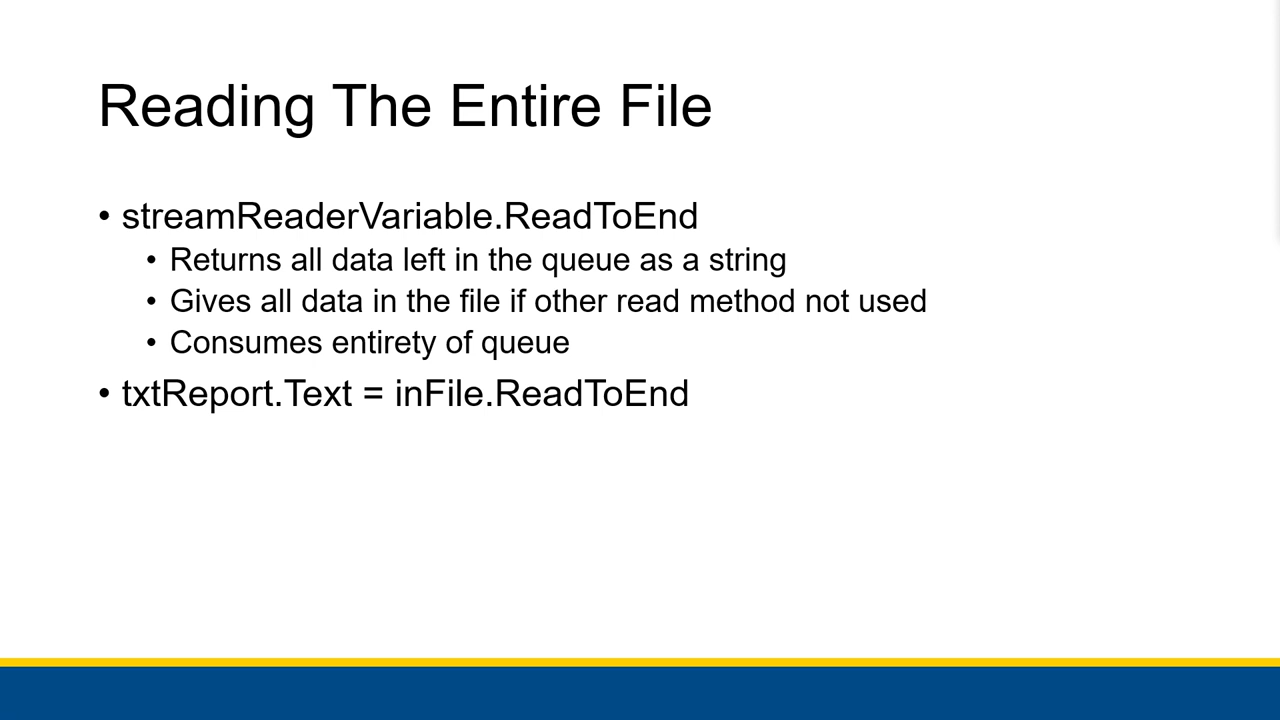 Reading The Entire File
• streamReaderVariable.ReadToEnd
• Returns all data left in the queue as a string
• Gives all data in the file if other read method not used
• Consumes entirety of queue
• txtReport.Text = inFile.ReadToEnd